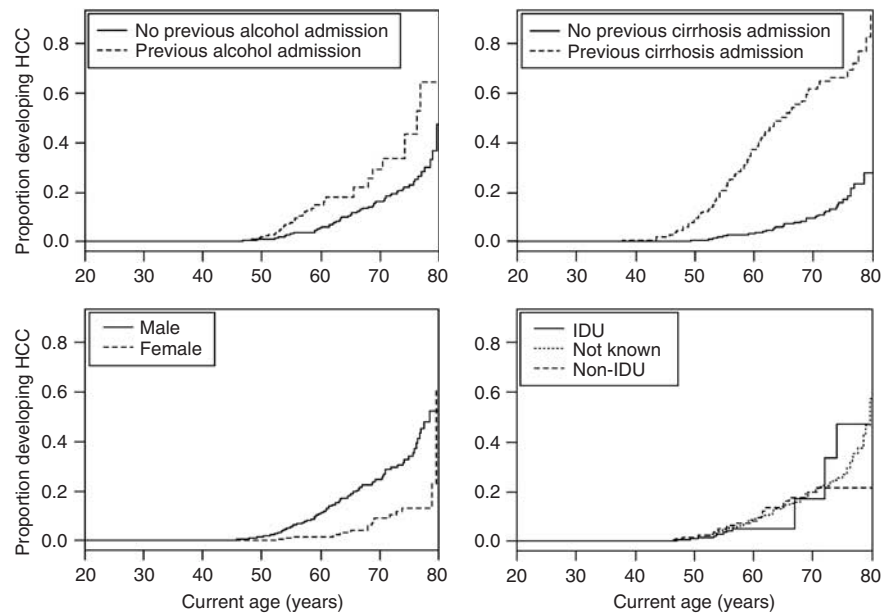 No previous alcohol admission
Previous alcohol admission
Proportion developing HCC
0.8
0.6
0.4
0.2
0.0
20 30 40 50 60 70 80
No previous cirrhosis admission
Previous cirrhosis admission
0.8
0.6
0.4
0.2
0.0
20 30 40 50 60 70 80
Male
Female
Proportion developing HCC
0.8
0.6
0.4
0.2
0.0
20 30 40 50 60 70 80
Current age (years)
IDU
Not known
Non-IDU
0.8
0.6
0.4
0.2
0.0
20 30 40 50 60 70 80
Current age (years)